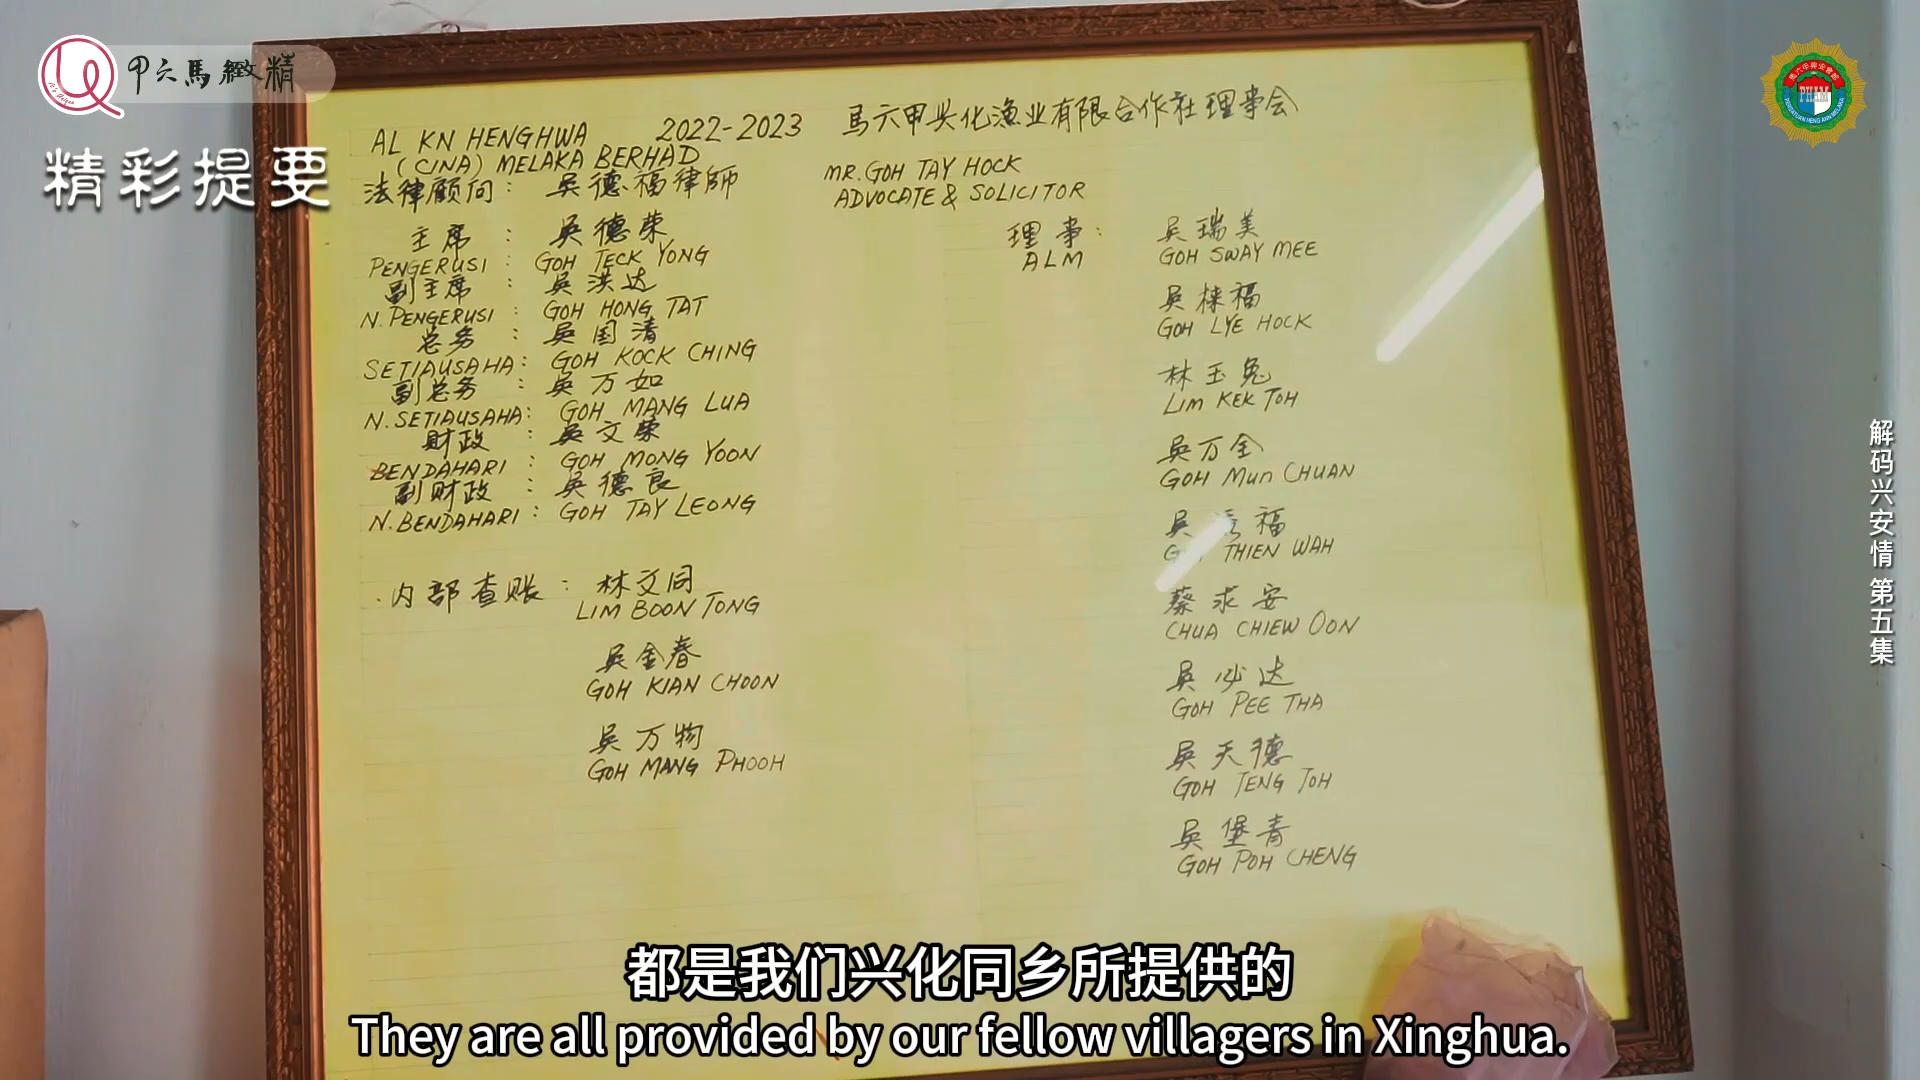 甲六馬緻精
精彩提要
AL KN HENGHWA 2022-2023 馬六甲兴化渔业有限合作社理事会
(CINA) MELAKA BERHAD
法律顾问: 吴德福律師 MR. GOH TAY HOCK
ADVOCATE & SOLICITOR
主席 : 吴德荣
PENGERUSI : GOH TECK YONG
副主席 : 吴洪达
N. PENGERUSI : GOH HONG TAT
总务 : 吴国清
SETIAUSAHA: GOH KOCK CHING
副总务 : 吴万如
N. SETIAUSAHA: GOH MANG LUA
财政 : 吴文荣
BENDAHARI : GOH MONG YOON
副财政 : 吴德良
N. BENDAHARI : GOH TAY LEONG
内部查账 : 林文同
LIM BOON TONG
吴金春
GOH KIAN CHOON
吴万物
GOH MANG PHOOH
理事:
ALM
吴瑞美
GOH SWAY MEE
吴梾福
GOH LYE HOCK
林玉兔
LIM KEK TOH
吴万全
GOH MUN CHUAN
吴 福
THIEN WAH
蔡求安
CHUA CHIEW OON
吴必达
GOH PEE THA
吴天德
GOH TENG TOH
吴堡青
GOH POH CHENG
解码兴安情 第五集
都是我们兴化同乡所提供的
They are all provided by our fellow villagers in Xinghua.